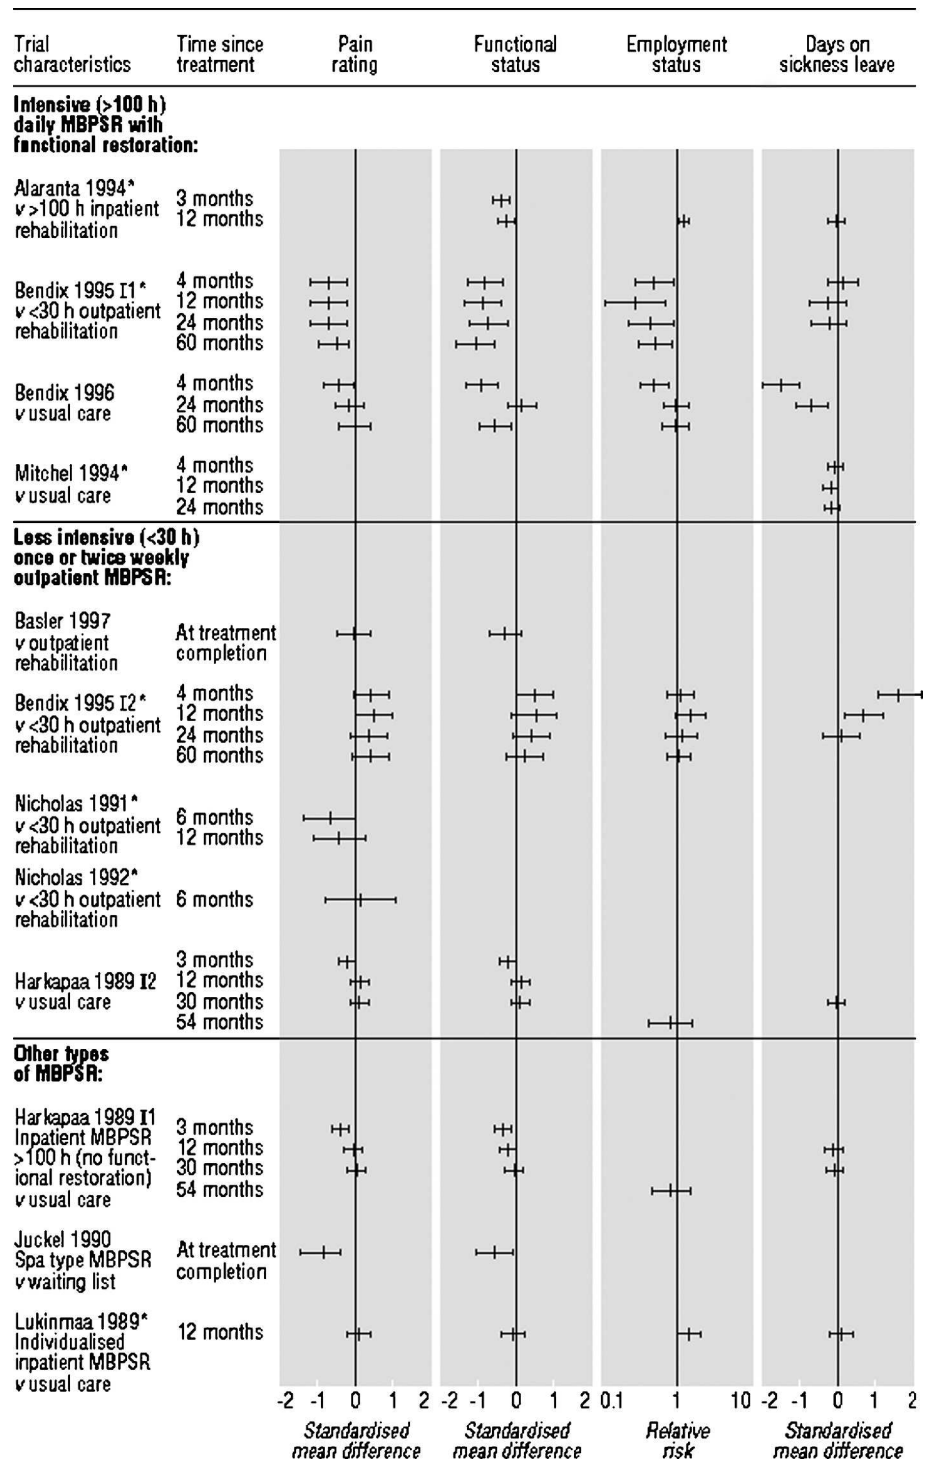 Trial characteristics
Time since treatment
Pain rating
Functional status
Employment status
Days on sickness leave
Intensive (>100 h)
daily MBPSR with
functional restoration:
Alaranta 1994*
v >100 h inpatient
rehabilitation
3 months
12 months
Bendix 1995 I1*
v <30 h outpatient
rehabilitation
4 months
12 months
24 months
60 months
Bendix 1996
v usual care
4 months
24 months
60 months
Mitchel 1994*
v usual care
4 months
12 months
24 months
Less intensive (<30 h)
once or twice weekly
outpatient MBPSR:
Basler 1997
v outpatient
rehabilitation
At treatment
completion
Bendix 1995 I2*
v <30 h outpatient
rehabilitation
4 months
12 months
24 months
60 months
Nicholas 1991*
v <30 h outpatient
rehabilitation
6 months
12 months
Nicholas 1992*
v <30 h outpatient
rehabilitation
6 months
Harkapaa 1989 I2
v usual care
3 months
12 months
30 months
54 months
Other types
of MBPSR:
Harkapaa 1989 I1
Inpatient MBPSR
>100 h (no funct-
ional restoration)
v usual care
3 months
12 months
30 months
54 months
Juckel 1990
Spa type MBPSR
v waiting list
At treatment
completion
Lukinmaa 1989*
Individualised
inpatient MBPSR
v usual care
12 months
-2 -1 0 1 2
Standardised
mean difference
-2 -1 0 1 2
Standardised
mean difference
0.1 1 10
Relative
risk
-2 -1 0 1 2
Standardised
mean difference